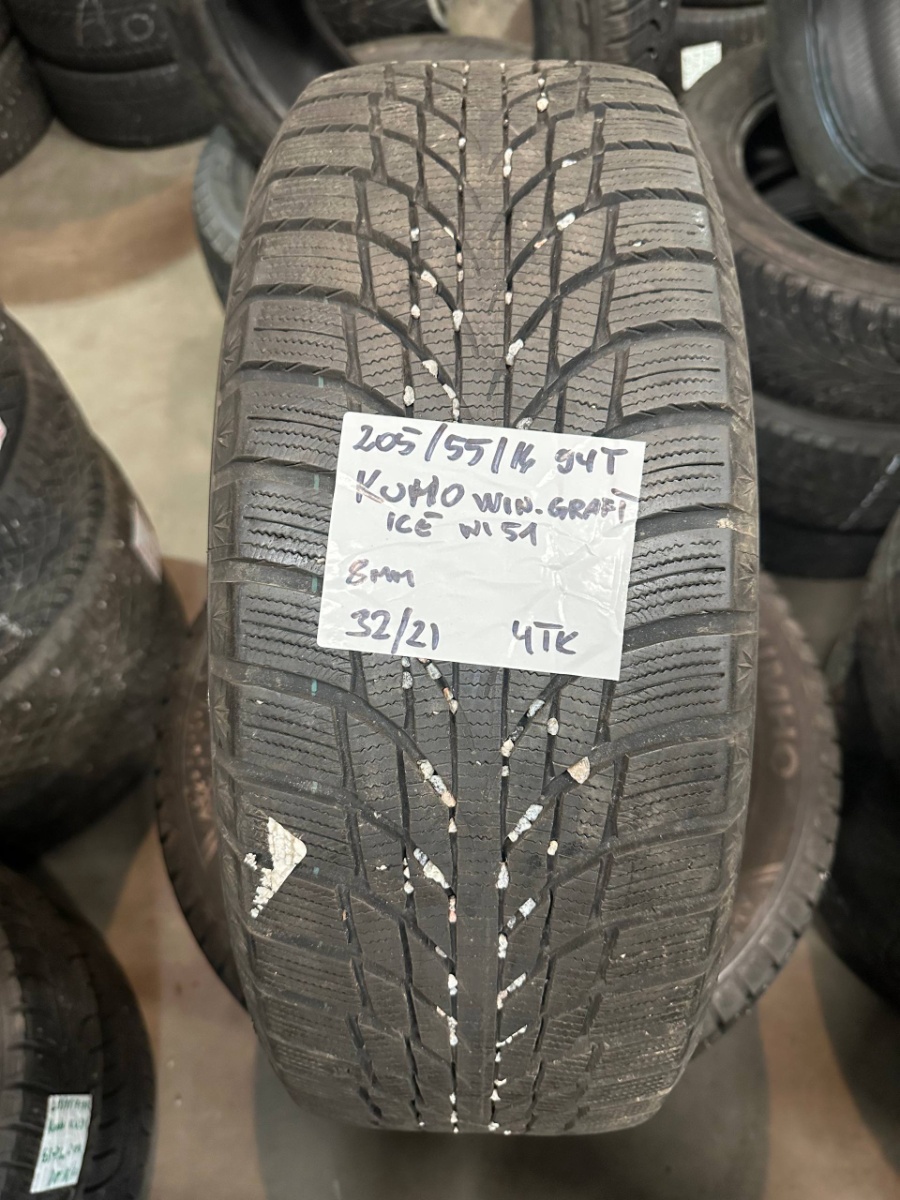 205/55/16 94T
KUMO WIN.GRAFT
ICE WI51
8MM
32/21 4TK